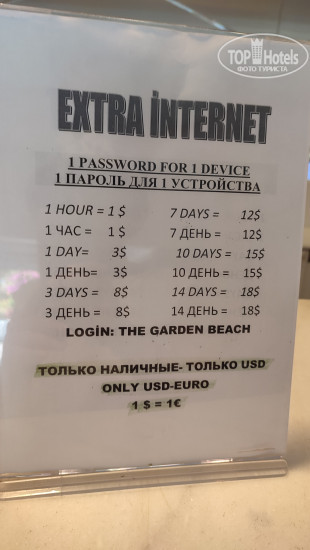 TOP Hotels
ФОТО ТУРИСТА
EXTRA İNTERNET
1 PASSWORD FOR 1 DEVICE
1 ПАРОЛЬ ДЛЯ 1 УСТРОЙСТВА
1 HOUR = 1 $ 7 DAYS = 12$
1 ЧАС = 1 $ 7 ДЕНЬ = 12$
1 DAY= 3$ 10 DAYS = 15$
1 ДЕНЬ= 3$ 10 ДЕНЬ = 15$
3 DAYS = 8$ 14 DAYS = 18$
3 ДЕНЬ = 8$ 14 ДЕНЬ = 18$
LOGİN: THE GARDEN BEACH
ТОЛЬКО НАЛИЧНЫЕ- ТОЛЬКО USD
ONLY USD-EURO
1 $ = 1€